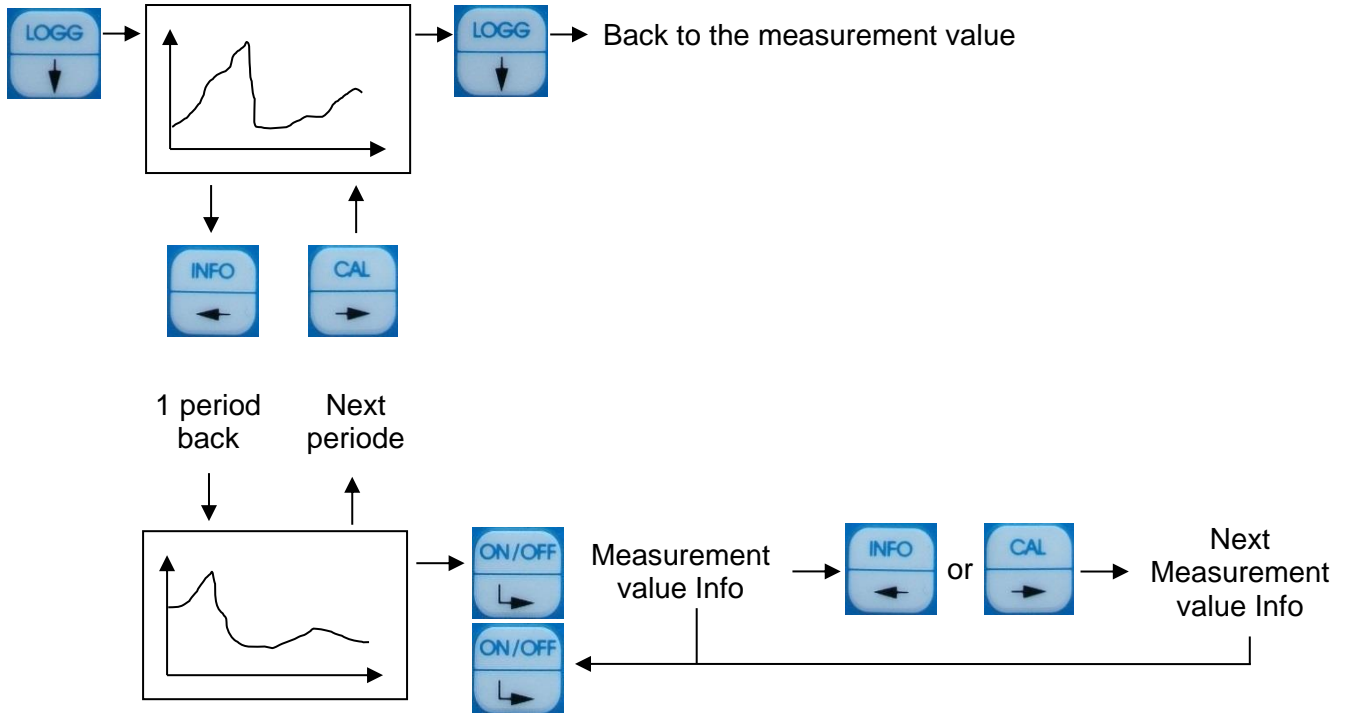 LOGG
LOGG
Back to the measurement value
INFO
CAL
1 period
back
Next
periode
ON/OFF
Measurement
value Info
INFO
or
CAL
Next
Measurement
value Info
ON/OFF